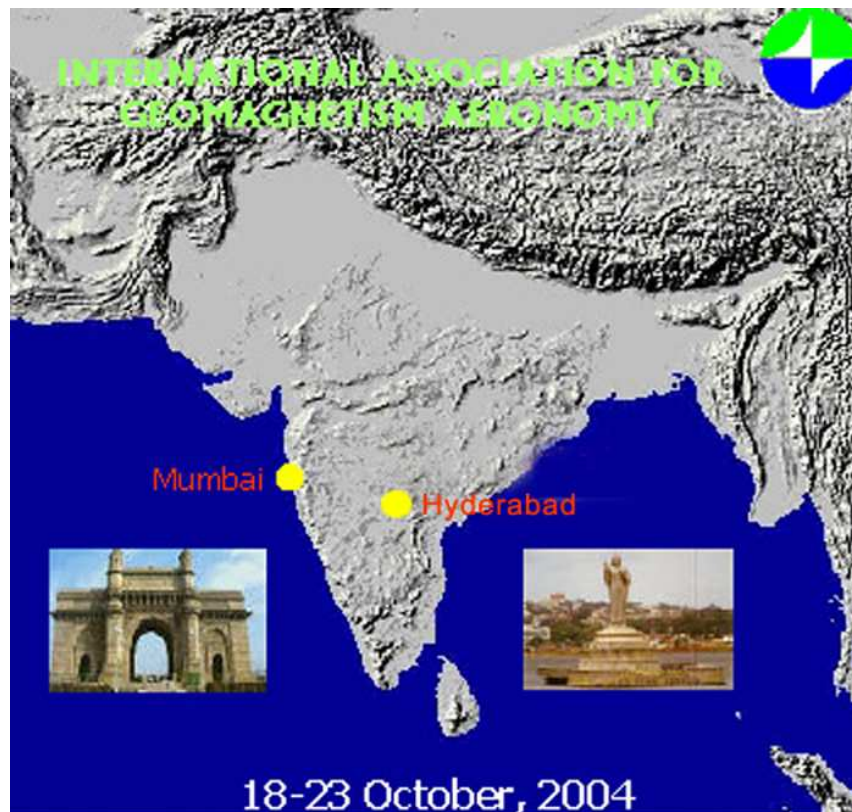 INTERNATIONAL ASSOCIATION FOR
GEOMAGNETISM AERONOMY
Mumbai
Hyderabad
18-23 October, 2004